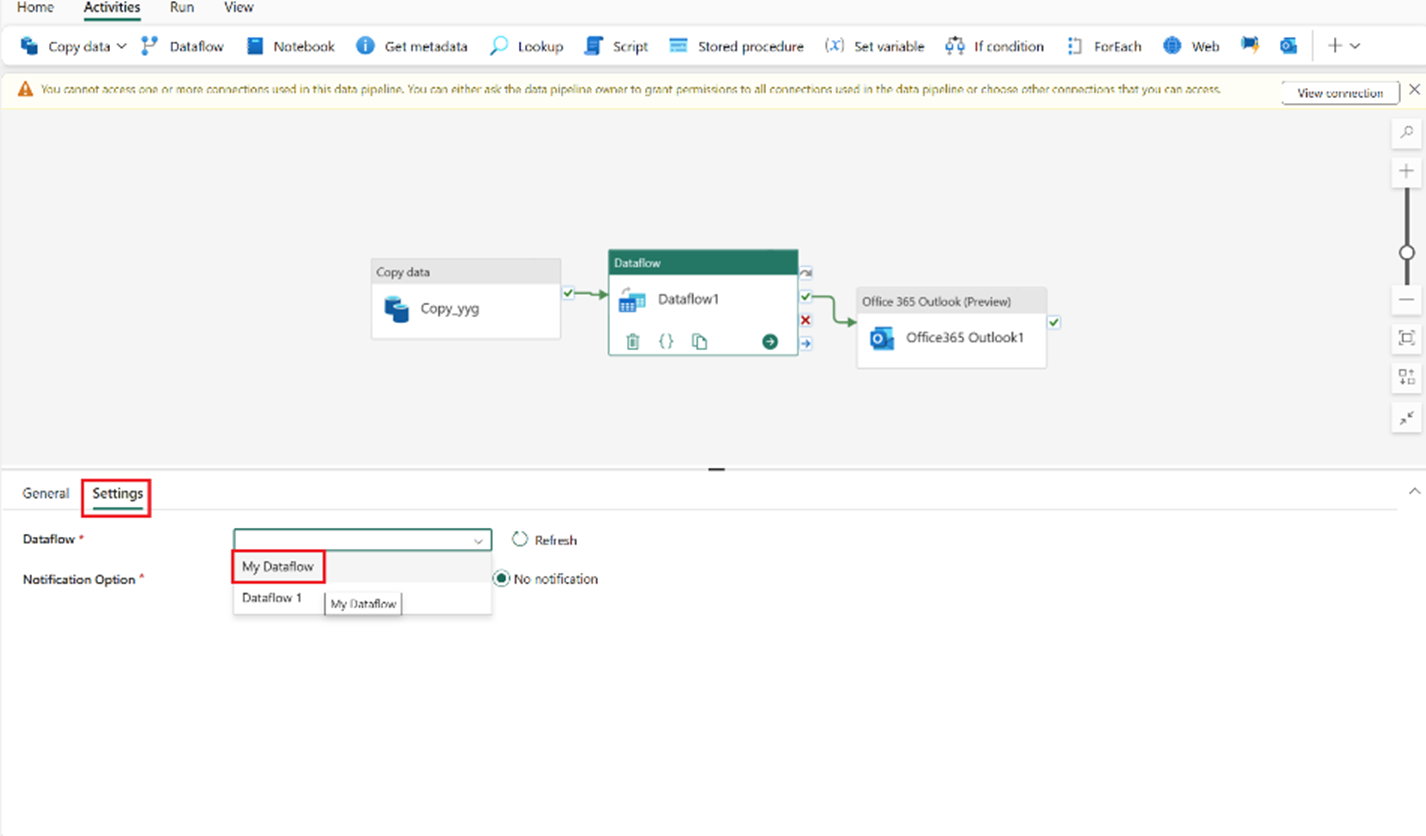 Home Activities Run View
Copy data Dataflow Notebook Get metadata Lookup Script Stored procedure (x) Set variable If condition ForEach Web
You cannot access one or more connections used in this data pipeline. You can either ask the data pipeline owner to grant permissions to all connections used in the data pipeline or choose other connections that you can access. View connection
Copy data
Copy_yyg
Dataflow
Dataflow1
Office 365 Outlook (Preview)
Office365 Outlook1
General Settings
Dataflow * Refresh
My Dataflow
Notification Option * No notification
Dataflow 1
My Dataflow